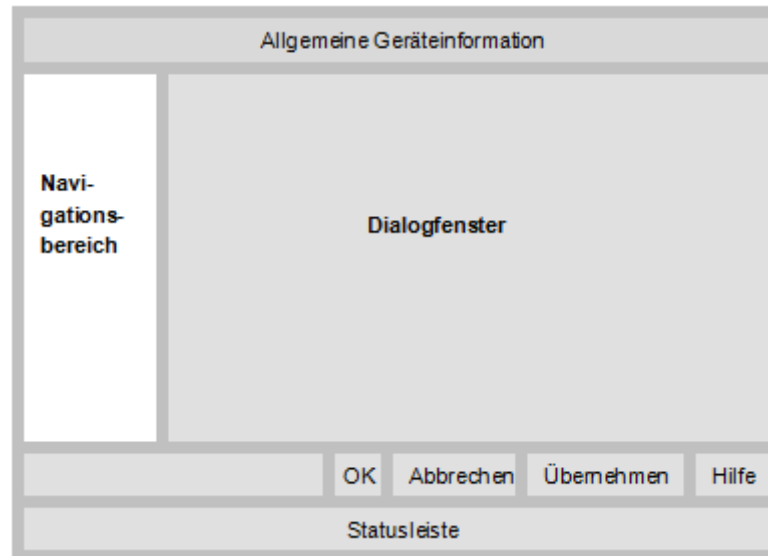 Allgemeine Geräteinformation
Navi-
gations-
bereich
Dialogfenster
OK Abbrechen Übernehmen Hilfe
Statusleiste